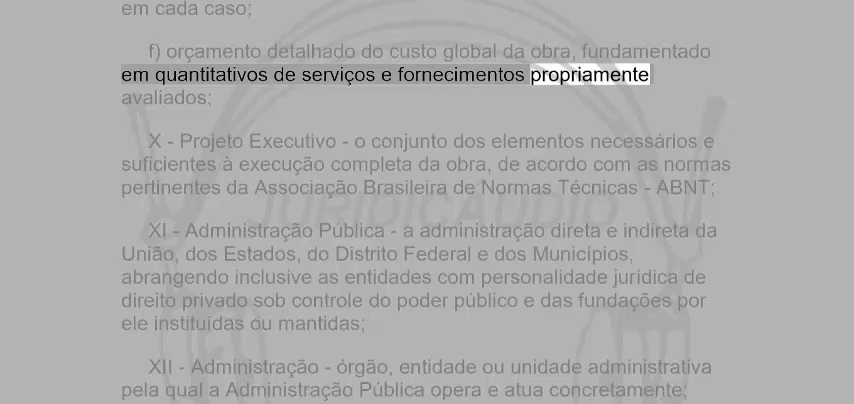 em cada caso;
f) orçamento detalhado do custo global da obra, fundamentado
em quantitativos de serviços e fornecimentos propriamente
avaliados;
X - Projeto Executivo - o conjunto dos elementos necessários e
suficientes à execução completa da obra, de acordo com as normas
pertinentes da Associação Brasileira de Normas Técnicas - ABNT;
XI - Administração Pública - a administração direta e indireta da
União, dos Estados, do Distrito Federal e dos Municípios,
abrangendo inclusive as entidades com personalidade jurídica de
direito privado sob controle do poder público e das fundações por
ele instituídas ou mantidas;
XII - Administração - órgão, entidade ou unidade administrativa
pela qual a Administração Pública opera e atua concretamente;
JURIDICAUDIO